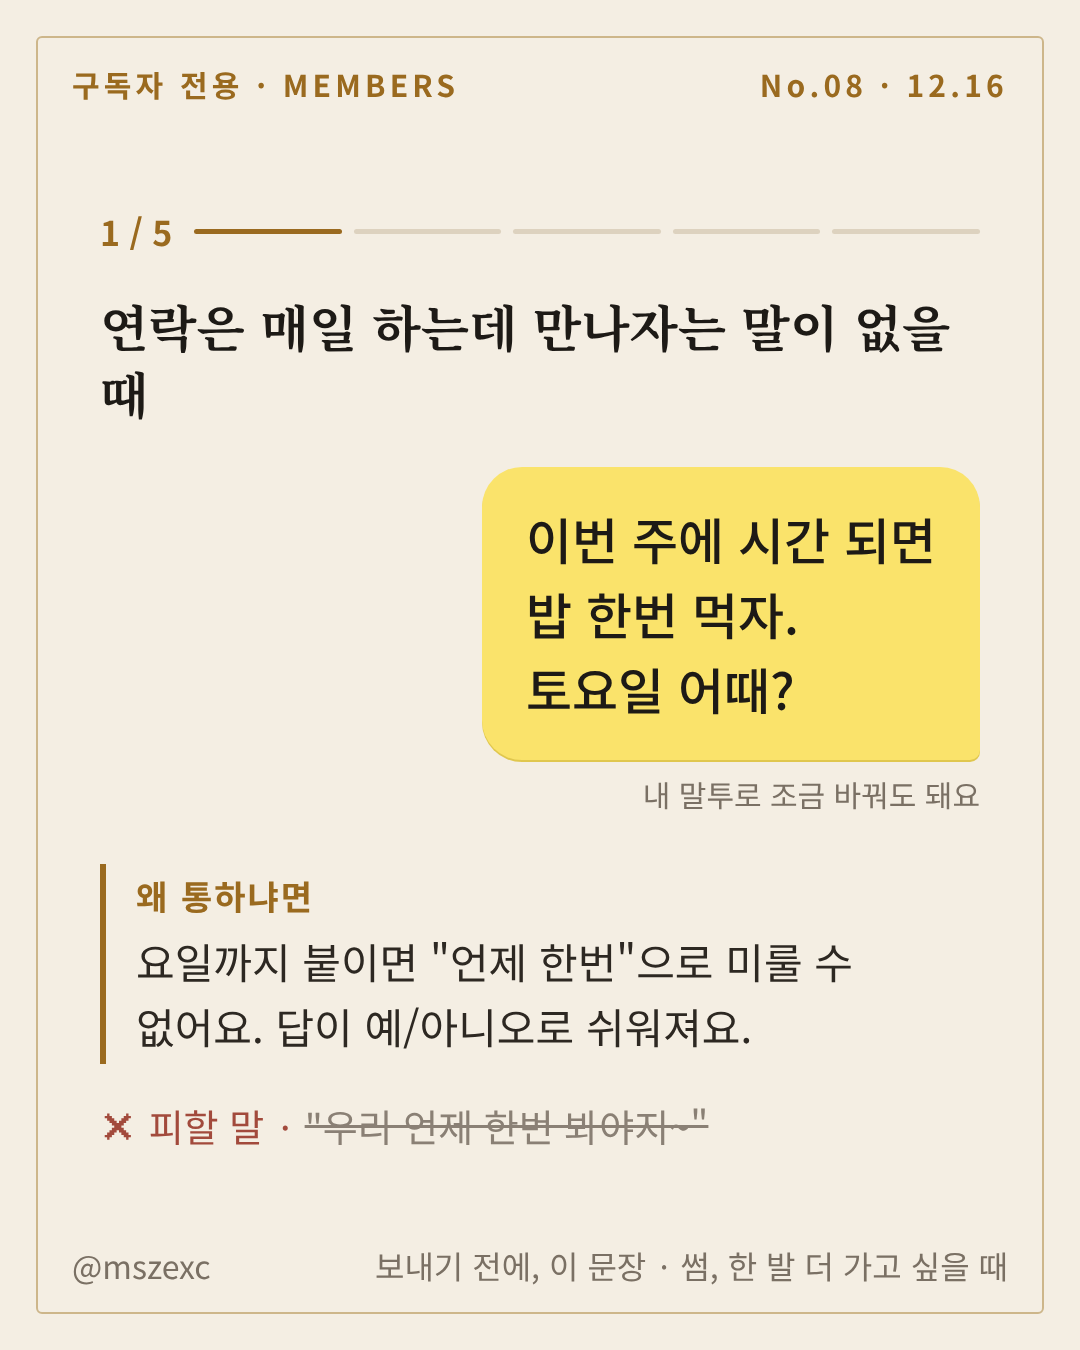 구독자 전용 · MEMBERS
No.08 · 12.16
1 / 5
연락은 매일 하는데 만나자는 말이 없을
때
이번 주에 시간 되면
밥 한번 먹자.
토요일 어때?
내 말투로 조금 바꿔도 돼요
왜 통하냐면
요일까지 붙이면 "언제 한번"으로 미룰 수
없어요. 답이 예/아니오로 쉬워져요.
❌ 피할 말 · "우리 언제 한번 봐야지~"
@mszexc
보내기 전에, 이 문장 · 썸, 한 발 더 가고 싶을 때